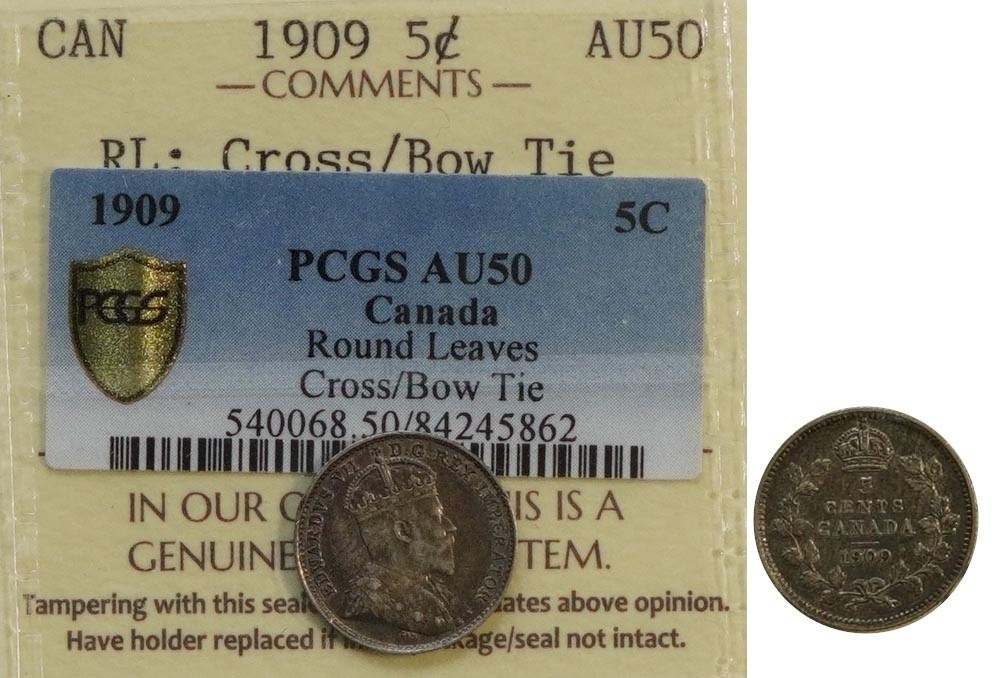 CAN 1909 5¢ AU50
COMMENTS
RL: Cross/Bow Tie
1909 5C
PCGS AU50
PCGS
Canada
Round Leaves
Cross/Bow Tie
540068.50/84245862
IN OUR IS IS A
GENUINE TEM.
Tampering with this seal ates above opinion.
Have holder replaced if kage/seal not intact.
EDWARDVS VII D.G. REX IMPERATOR
5
CENTS
CANADA
1909